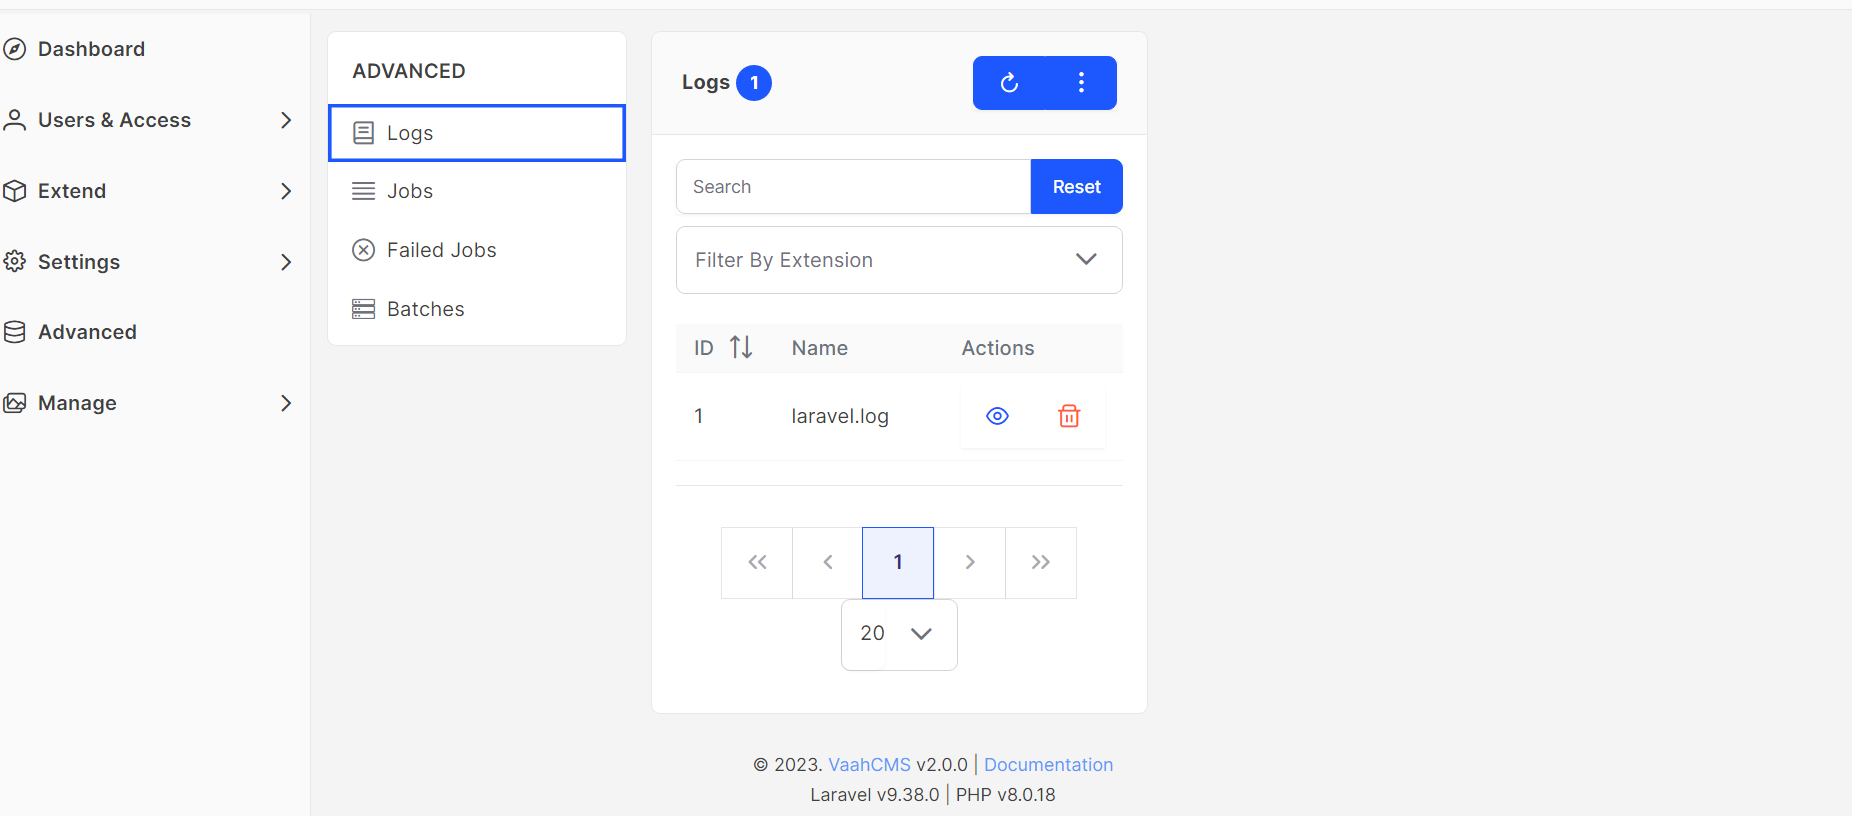 Dashboard
Users & Access
Extend
Settings
Advanced
Manage
ADVANCED
Logs
Jobs
Failed Jobs
Batches
Logs 1
Search
Reset
Filter By Extension
ID Name Actions
1 laravel.log
1
20
© 2023. VaahCMS v2.0.0 | Documentation
Laravel v9.38.0 | PHP v8.0.18